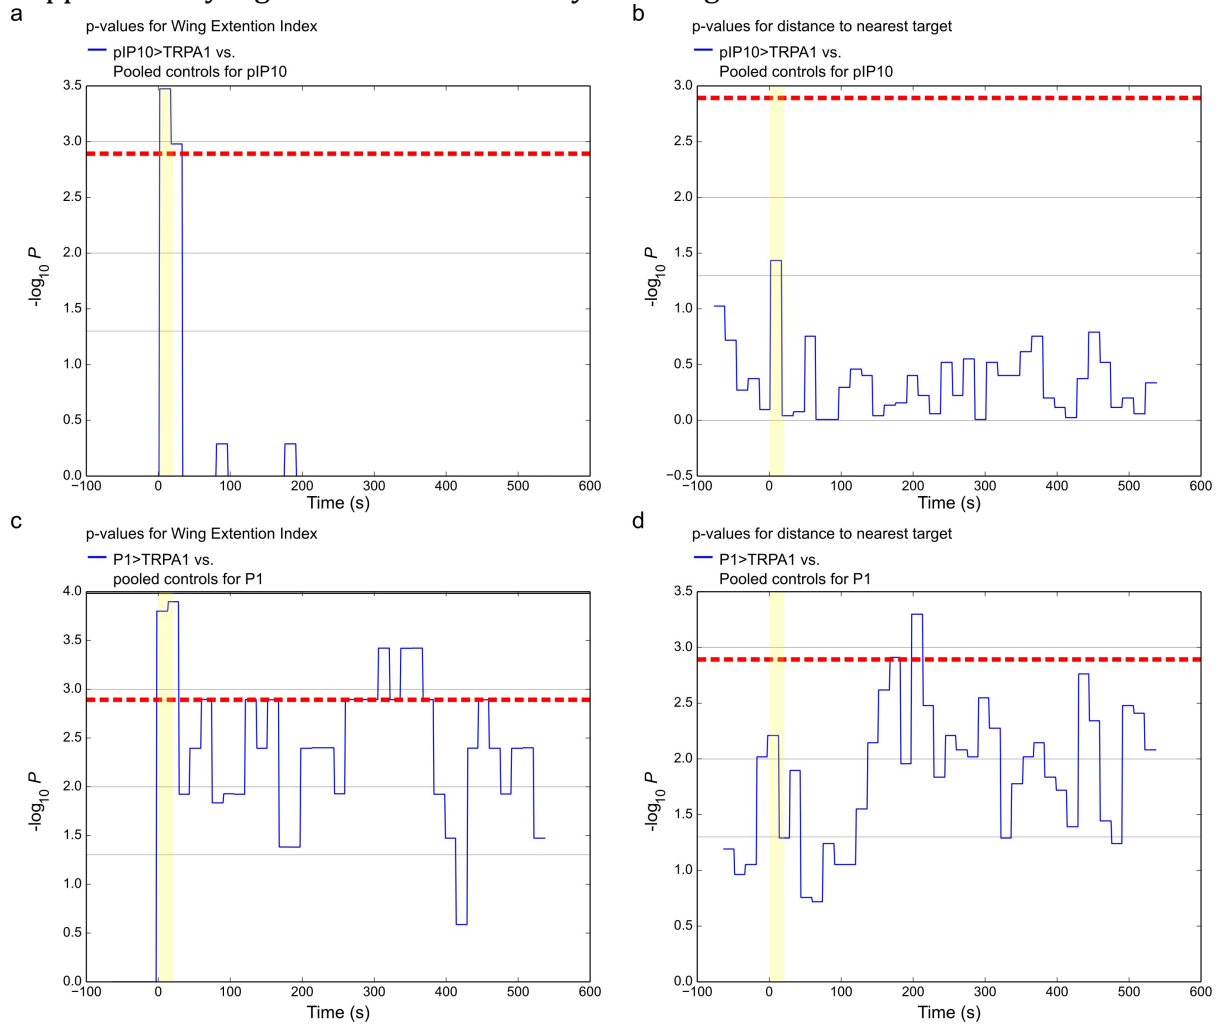 a
p-values for Wing Extention Index
pIP10>TRPA1 vs.
Pooled controls for pIP10
3.5
3.0
2.5
2.0
1.5
1.0
0.5
0.0
-log10 P
−100 0 100 200 300 400 500 600
Time (s)
b
p-values for distance to nearest target
pIP10>TRPA1 vs.
Pooled controls for pIP10
3.0
2.5
2.0
1.5
1.0
0.5
0.0
−0.5
-log10 P
−100 0 100 200 300 400 500 600
Time (s)
c
p-values for Wing Extention Index
P1>TRPA1 vs.
pooled controls for P1
4.0
3.5
3.0
2.5
2.0
1.5
1.0
0.5
0.0
-log10 P
−100 0 100 200 300 400 500 600
Time (s)
d
p-values for distance to nearest target
P1>TRPA1 vs.
Pooled controls for P1
3.5
3.0
2.5
2.0
1.5
1.0
0.5
0.0
-log10 P
−100 0 100 200 300 400 500 600
Time (s)